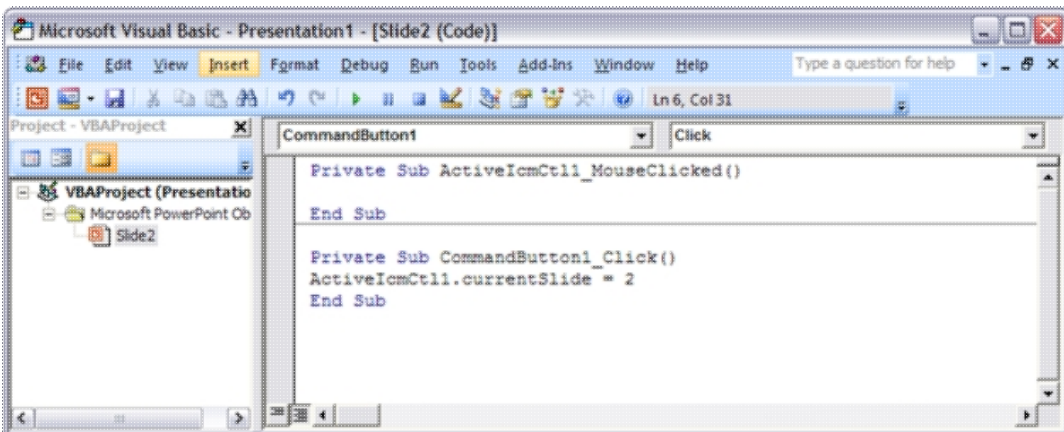 Microsoft Visual Basic - Presentation1 - [Slide2 (Code)]
File Edit View Insert Format Debug Run Tools Add-Ins Window Help Type a question for help
Ln 6, Col 31
Project - VBAProject
CommandButton1 Click
VBAProject (Presentatio
Microsoft PowerPoint Ob
Slide2
Private Sub ActiveIcmCtl1_MouseClicked()
End Sub
Private Sub CommandButton1_Click()
ActiveIcmCtl1.currentSlide = 2
End Sub